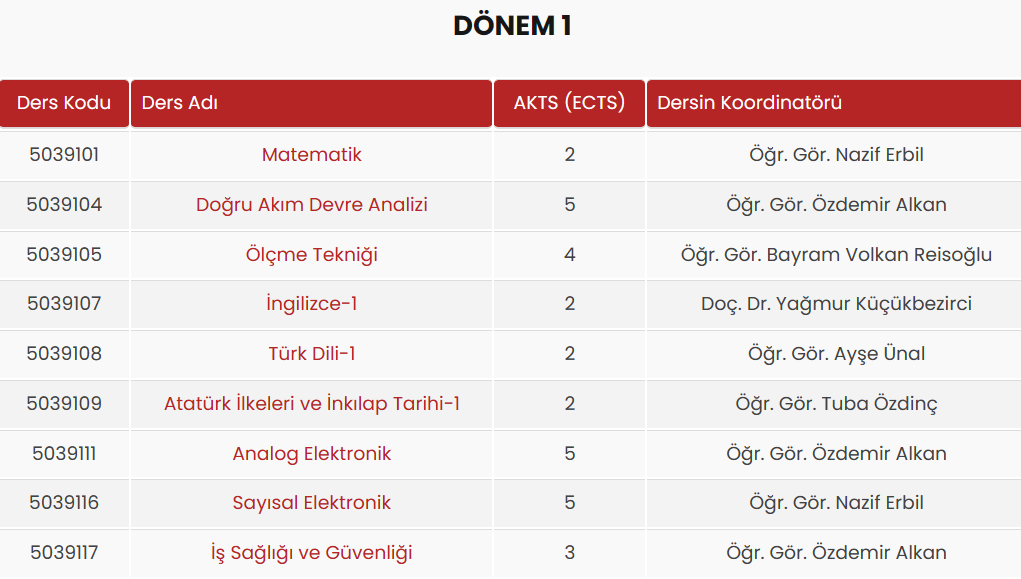 DÖNEM 1
Ders Kodu Ders Adı AKTS (ECTS) Dersin Koordinatörü
5039101 Matematik 2 Öğr. Gör. Nazif Erbil
5039104 Doğru Akım Devre Analizi 5 Öğr. Gör. Özdemir Alkan
5039105 Ölçme Tekniği 4 Öğr. Gör. Bayram Volkan Reisoğlu
5039107 İngilizce-1 2 Doç. Dr. Yağmur Küçükbezirci
5039108 Türk Dili-1 2 Öğr. Gör. Ayşe Ünal
5039109 Atatürk İlkeleri ve İnkılap Tarihi-1 2 Öğr. Gör. Tuba Özdinç
5039111 Analog Elektronik 5 Öğr. Gör. Özdemir Alkan
5039116 Sayısal Elektronik 5 Öğr. Gör. Nazif Erbil
5039117 İş Sağlığı ve Güvenliği 3 Öğr. Gör. Özdemir Alkan